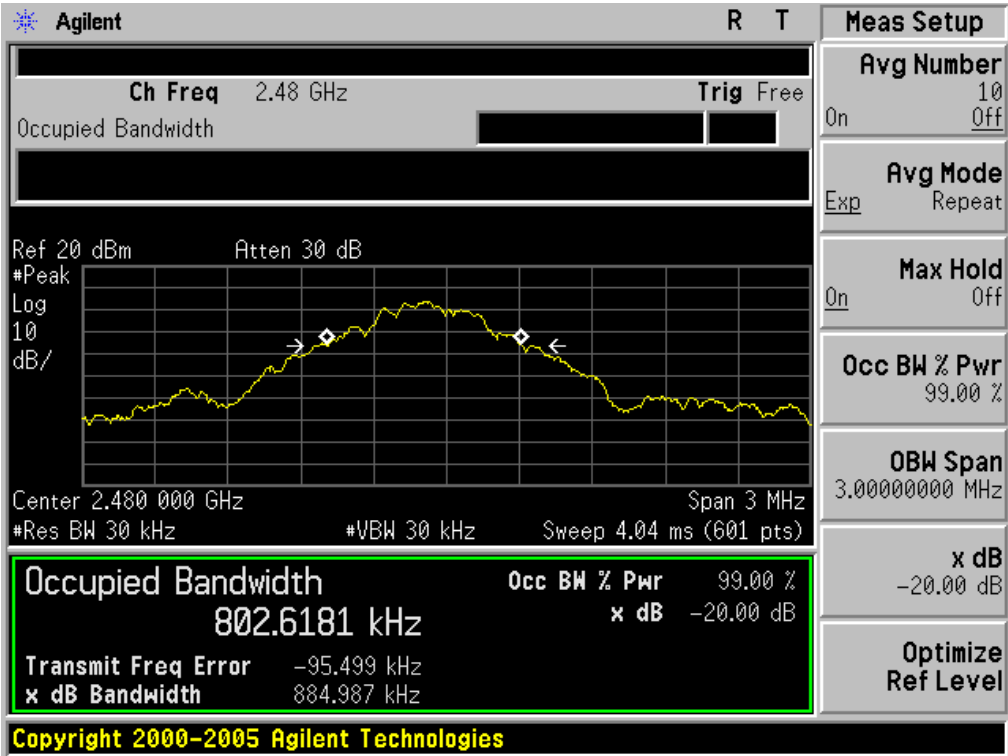 Agilent R T
Meas Setup
Ch Freq 2.48 GHz Trig Free
Occupied Bandwidth
Avg Number
10
On Off
Avg Mode
Exp Repeat
Max Hold
On Off
Occ BW % Pwr
99.00 %
OBW Span
3.00000000 MHz
x dB
-20.00 dB
Optimize
Ref Level
Ref 20 dBm Atten 30 dB
#Peak
Log
10
dB/
Center 2.480 000 GHz Span 3 MHz
#Res BW 30 kHz #VBW 30 kHz Sweep 4.04 ms (601 pts)
Occupied Bandwidth Occ BW % Pwr 99.00 %
802.6181 kHz x dB -20.00 dB
Transmit Freq Error -95.499 kHz
x dB Bandwidth 884.987 kHz
Copyright 2000-2005 Agilent Technologies